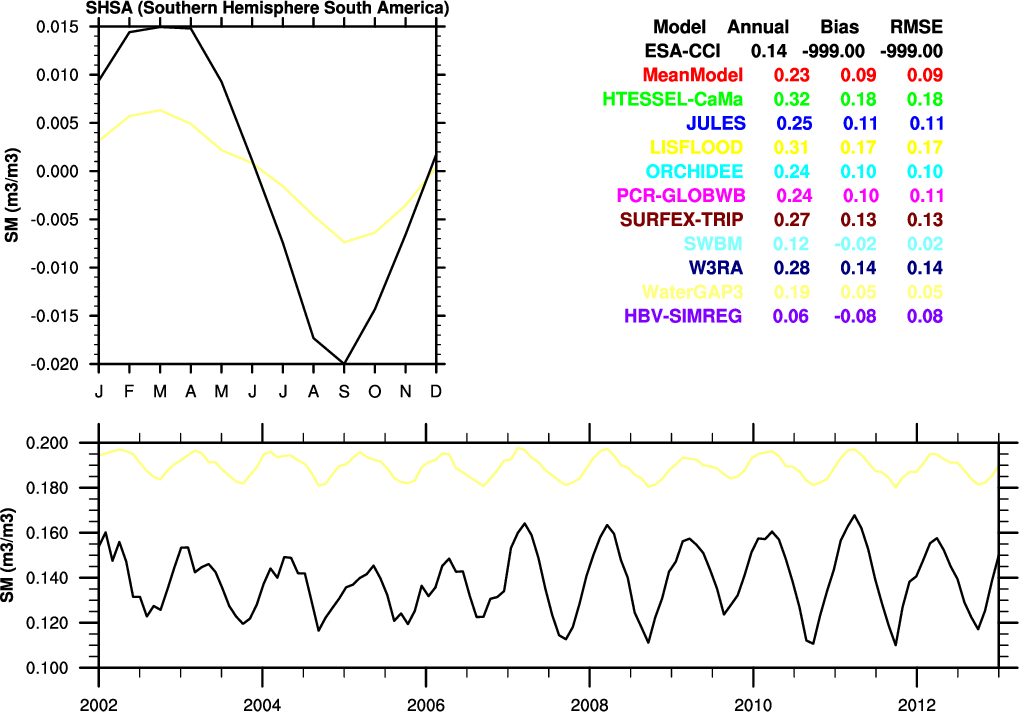 SHSA (Southern Hemisphere South America)
0.015
0.010
0.005
0.000
-0.005
-0.010
-0.015
-0.020
SM (m3/m3)
J F M A M J J A S O N D
Model Annual Bias RMSE
ESA-CCI 0.14 -999.00 -999.00
MeanModel 0.23 0.09 0.09
HTESSEL-CaMa 0.32 0.18 0.18
JULES 0.25 0.11 0.11
LISFLOOD 0.31 0.17 0.17
ORCHIDEE 0.24 0.10 0.10
PCR-GLOBWB 0.24 0.10 0.11
SURFEX-TRIP 0.27 0.13 0.13
SWBM 0.12 -0.02 0.02
W3RA 0.28 0.14 0.14
WaterGAP3 0.19 0.05 0.05
HBV-SIMREG 0.06 -0.08 0.08
0.200
0.180
0.160
0.140
0.120
0.100
SM (m3/m3)
2002 2004 2006 2008 2010 2012